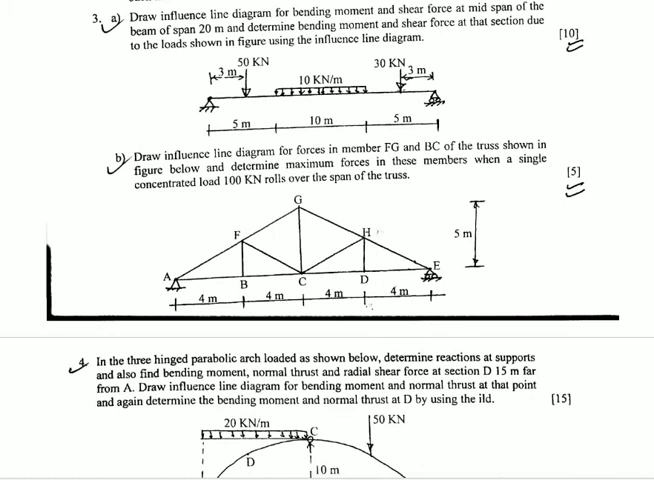 3. a) Draw influence line diagram for bending moment and shear force at mid span of the
beam of span 20 m and determine bending moment and shear force at that section due
to the loads shown in figure using the influence line diagram.
[10]
50 KN
30 KN
3 m
10 KN/m
3 m
5 m
10 m
5 m
b) Draw influence line diagram for forces in member FG and BC of the truss shown in
figure below and determine maximum forces in these members when a single
concentrated load 100 KN rolls over the span of the truss.
[5]
G
F
H
5 m
A
E
B
C
D
4 m
4 m
4 m
4 m
4. In the three hinged parabolic arch loaded as shown below, determine reactions at supports
and also find bending moment, normal thrust and radial shear force at section D 15 m far
from A. Draw influence line diagram for bending moment and normal thrust at that point
and again determine the bending moment and normal thrust at D by using the ild.
[15]
20 KN/m
C
50 KN
D
10 m